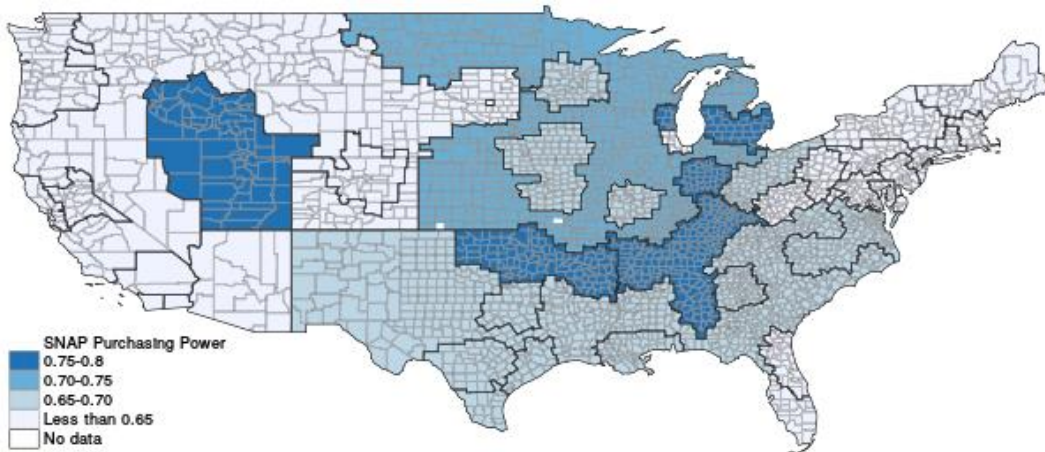 SNAP Purchasing Power
0.75-0.8
0.70-0.75
0.65-0.70
Less than 0.65
No data